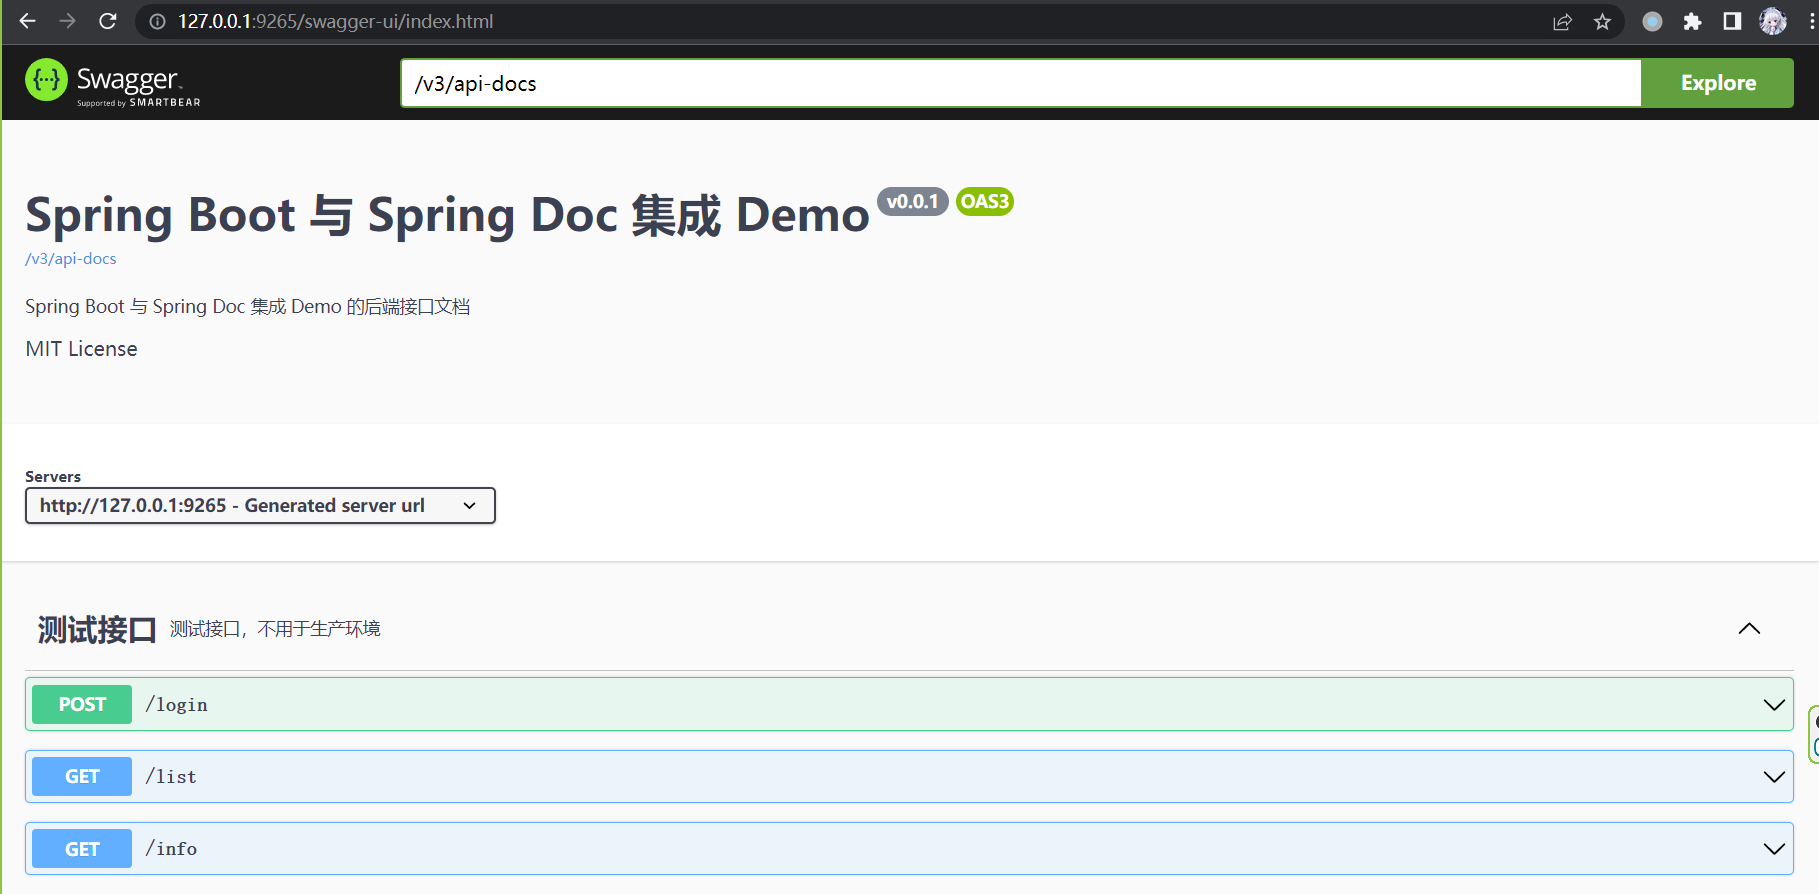 127.0.0.1:9265/swagger-ui/index.html
Swagger
Supported by SMARTBEAR
/v3/api-docs
Explore
Spring Boot 与 Spring Doc 集成 Demo v0.0.1 OAS3
/v3/api-docs
Spring Boot 与 Spring Doc 集成 Demo 的后端接口文档
MIT License
Servers
http://127.0.0.1:9265 - Generated server url
测试接口 测试接口，不用于生产环境
POST /login
GET /list
GET /info